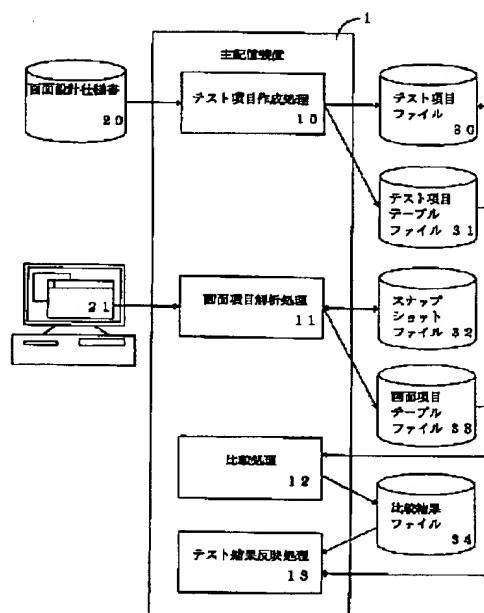 1
主記憶装置
画面設計仕様書
20
テスト項目作成処理
10
テスト項目
ファイル
30
テスト項目
テーブル
ファイル 31
21
画面項目解析処理
11
スナップ
ショット
ファイル 32
画面項目
テーブル
ファイル 33
比較処理
12
比較結果
ファイル
34
テスト結果反映処理
13